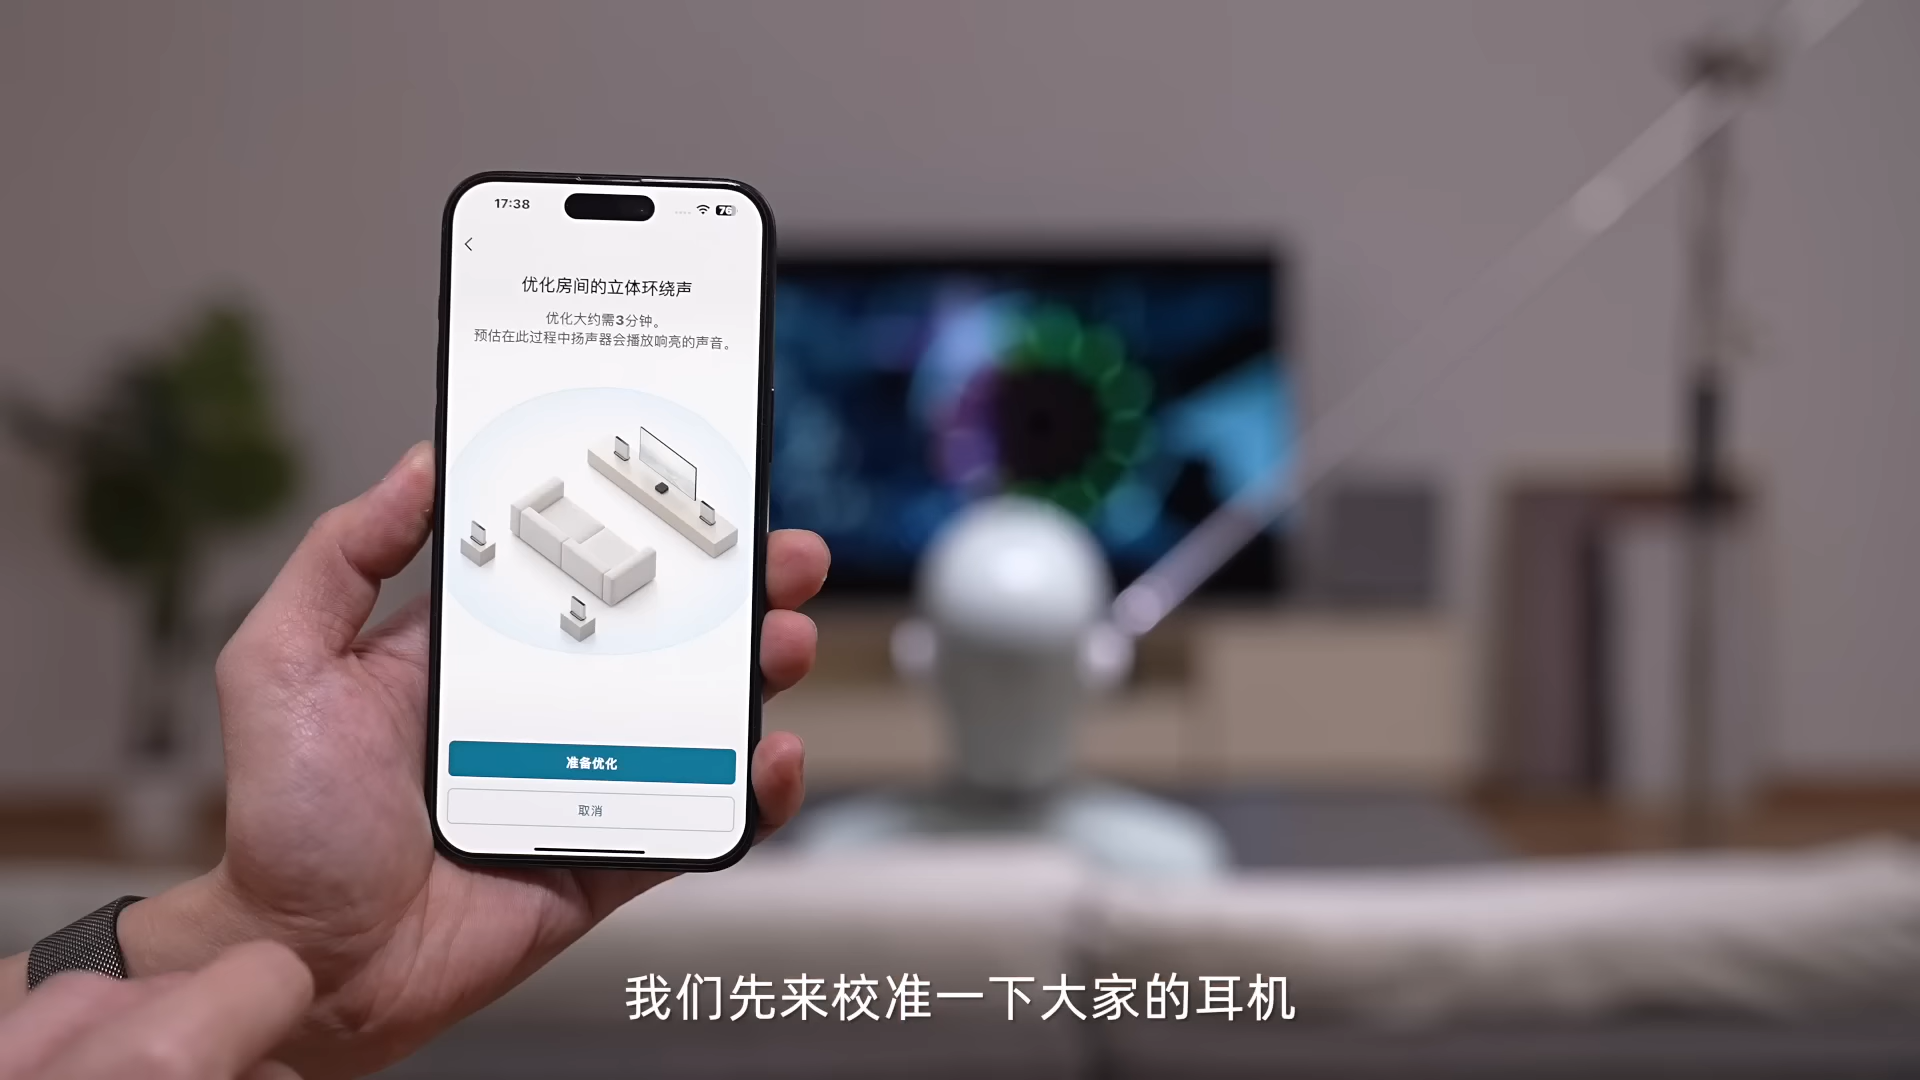 17:38
76
优化房间的立体环绕声
优化大约需3分钟。
预估在此过程中扬声器会播放响亮的声音。
准备优化
取消
我们先来校准一下大家的耳机